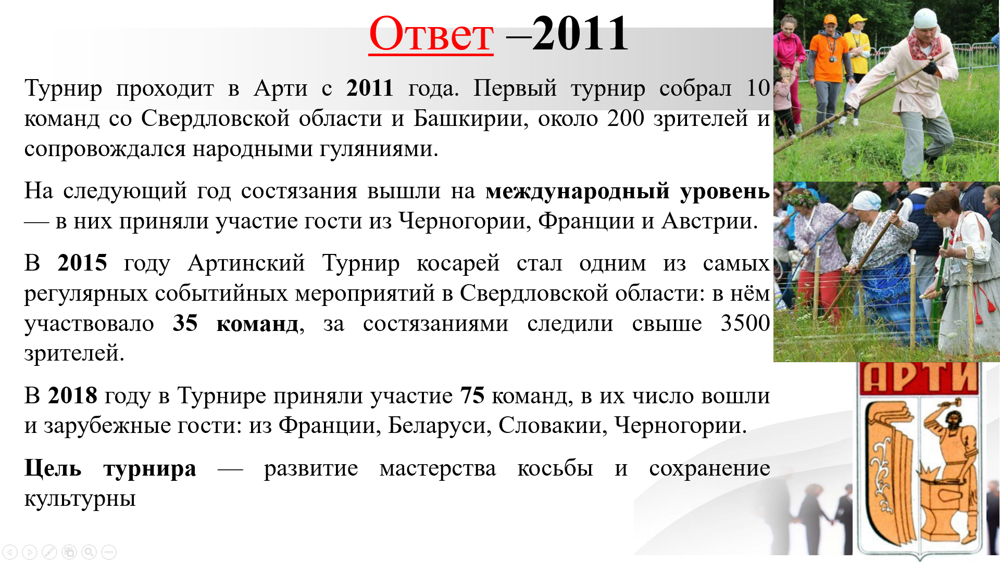 Ответ –2011
Турнир проходит в Арти с 2011 года. Первый турнир собрал 10
команд со Свердловской области и Башкирии, около 200 зрителей и
сопровождался народными гуляниями.
На следующий год состязания вышли на международный уровень
— в них приняли участие гости из Черногории, Франции и Австрии.
В 2015 году Артинский Турнир косарей стал одним из самых
регулярных событийных мероприятий в Свердловской области: в нём
участвовало 35 команд, за состязаниями следили свыше 3500
зрителей.
В 2018 году в Турнире приняли участие 75 команд, в их число вошли
и зарубежные гости: из Франции, Беларуси, Словакии, Черногории.
Цель турнира — развитие мастерства косьбы и сохранение
культурны
АРТИ